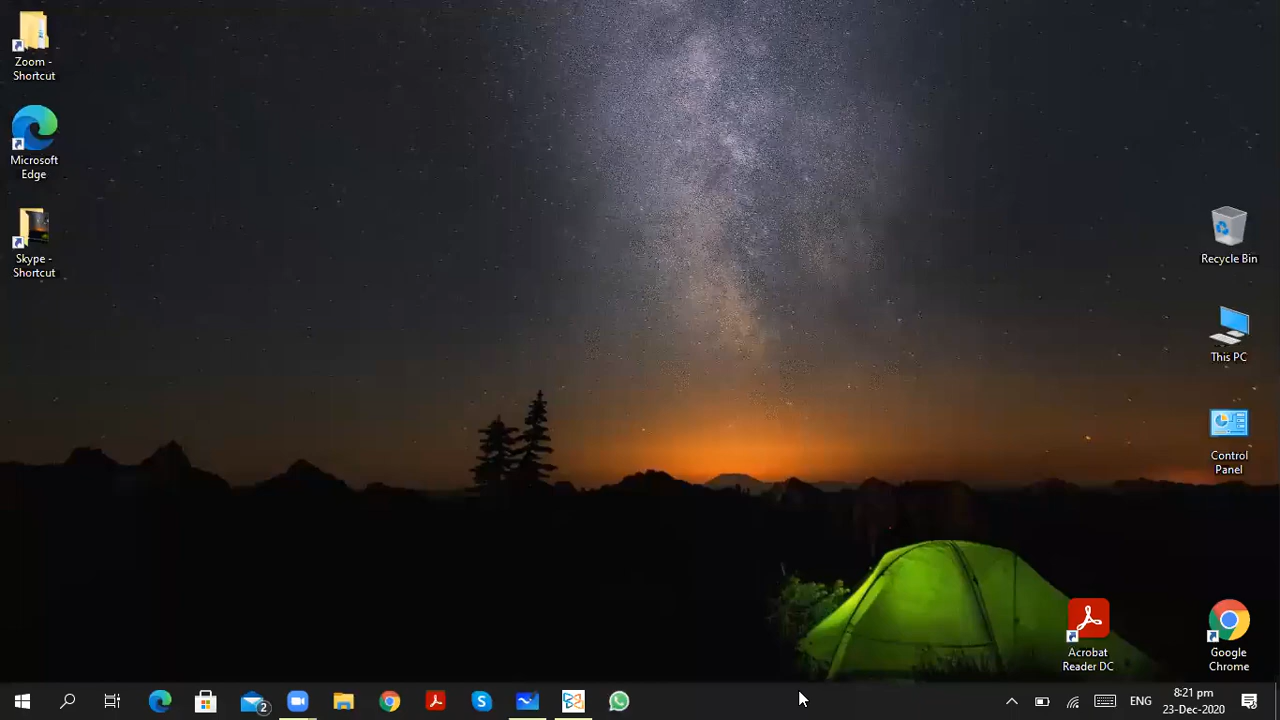 Zoom -
Shortcut
Microsoft
Edge
Skype -
Shortcut
Recycle Bin
This PC
Control
Panel
Acrobat
Reader DC
Google
Chrome
2
ENG
8:21 pm
23-Dec-2020